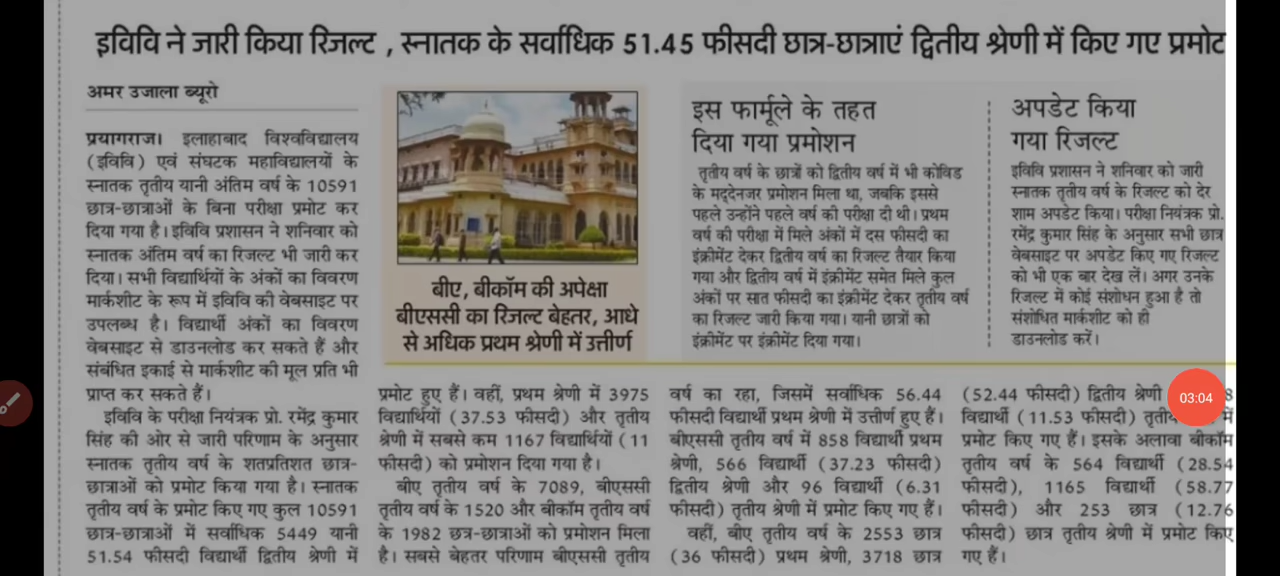 इविवि ने जारी किया रिजल्ट , स्नातक के सर्वाधिक 51.45 फीसदी छात्र-छात्राएं द्वितीय श्रेणी में किए गए प्रमोट
अमर उजाला ब्यूरो
प्रयागराज। इलाहाबाद विश्वविद्यालय
(इविवि) एवं संघटक महाविद्यालयों के
स्नातक तृतीय यानी अंतिम वर्ष के 10591
छात्र-छात्राओं के बिना परीक्षा प्रमोट कर
दिया गया है। इविवि प्रशासन ने शनिवार को
स्नातक अंतिम वर्ष का रिजल्ट भी जारी कर
दिया। सभी विद्यार्थियों के अंकों का विवरण
मार्कशीट के रूप में इविवि की वेबसाइट पर
उपलब्ध है। विद्यार्थी अंकों का विवरण
वेबसाइट से डाउनलोड कर सकते हैं और
संबंधित इकाई से मार्कशीट की मूल प्रति भी
प्राप्त कर सकते हैं।
इविवि के परीक्षा नियंत्रक प्रो. रमेंद्र कुमार
सिंह की ओर से जारी परिणाम के अनुसार
स्नातक तृतीय वर्ष के शतप्रतिशत छात्र-
छात्राओं को प्रमोट किया गया है। स्नातक
तृतीय वर्ष के प्रमोट किए गए कुल 10591
छात्र-छात्राओं में सर्वाधिक 5449 यानी
51.54 फीसदी विद्यार्थी द्वितीय श्रेणी में
बीए, बीकॉम की अपेक्षा
बीएससी का रिजल्ट बेहतर, आधे
से अधिक प्रथम श्रेणी में उत्तीर्ण
इस फार्मूले के तहत
दिया गया प्रमोशन
तृतीय वर्ष के छात्रों को द्वितीय वर्ष में भी कोविड
के मद्देनजर प्रमोशन मिला था, जबकि इससे
पहले उन्होंने पहले वर्ष की परीक्षा दी थी। प्रथम
वर्ष की परीक्षा में मिले अंकों में दस फीसदी का
इंक्रीमेंट देकर द्वितीय वर्ष का रिजल्ट तैयार किया
गया और द्वितीय वर्ष में इंक्रीमेंट समेत मिले कुल
अंकों पर सात फीसदी का इंक्रीमेंट देकर तृतीय वर्ष
का रिजल्ट जारी किया गया। यानी छात्रों को
इंक्रीमेंट पर इंक्रीमेंट दिया गया।
अपडेट किया
गया रिजल्ट
इविवि प्रशासन ने शनिवार को जारी
स्नातक तृतीय वर्ष के रिजल्ट को देर
शाम अपडेट किया। परीक्षा नियंत्रक प्रो.
रमेंद्र कुमार सिंह के अनुसार सभी छात्र
वेबसाइट पर अपडेट किए गए रिजल्ट
को भी एक बार देख लें। अगर उनके
रिजल्ट में कोई संशोधन हुआ है तो
संशोधित मार्कशीट को ही
डाउनलोड करें।
प्रमोट हुए हैं। वहीं, प्रथम श्रेणी में 3975
विद्यार्थियों (37.53 फीसदी) और तृतीय
श्रेणी में सबसे कम 1167 विद्यार्थियों (11
फीसदी) को प्रमोशन दिया गया है।
बीए तृतीय वर्ष के 7089, बीएससी
तृतीय वर्ष के 1520 और बीकॉम तृतीय वर्ष
के 1982 छत्र-छात्राओं को प्रमोशन मिला
है। सबसे बेहतर परिणाम बीएससी तृतीय
वर्ष का रहा, जिसमें सर्वाधिक 56.44
फीसदी विद्यार्थी प्रथम श्रेणी में उत्तीर्ण हुए हैं।
बीएससी तृतीय वर्ष में 858 विद्यार्थी प्रथम
श्रेणी, 566 विद्यार्थी (37.23 फीसदी)
द्वितीय श्रेणी और 96 विद्यार्थी (6.31
फीसदी) तृतीय श्रेणी में प्रमोट किए गए हैं।
वहीं, बीए तृतीय वर्ष के 2553 छात्र
(36 फीसदी) प्रथम श्रेणी, 3718 छात्र
(52.44 फीसदी) द्वितीय श्रेणी 8
विद्यार्थी (11.53 फीसदी) तृतीय में
प्रमोट किए गए हैं। इसके अलावा बीकॉम
तृतीय वर्ष के 564 विद्यार्थी (28.54
फीसदी), 1165 विद्यार्थी (58.77
फीसदी) और 253 छात्र (12.76
फीसदी) छात्र तृतीय श्रेणी में प्रमोट किए
गए हैं।
03:04